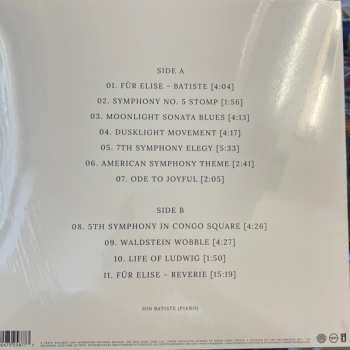 SIDE A
01. FÜR ELISE – BATISTE [4:04]
02. SYMPHONY NO. 5 STOMP [1:56]
03. MOONLIGHT SONATA BLUES [4:13]
04. DUSKLIGHT MOVEMENT [4:17]
05. 7TH SYMPHONY ELEGY [5:33]
06. AMERICAN SYMPHONY THEME [2:41]
07. ODE TO JOYFUL [2:05]
SIDE B
08. 5TH SYMPHONY IN CONGO SQUARE [4:26]
09. WALDSTEIN WOBBLE [4:27]
10. LIFE OF LUDWIG [1:50]
11. FÜR ELISE – REVERIE [15:19]
JON BATISTE (PIANO)